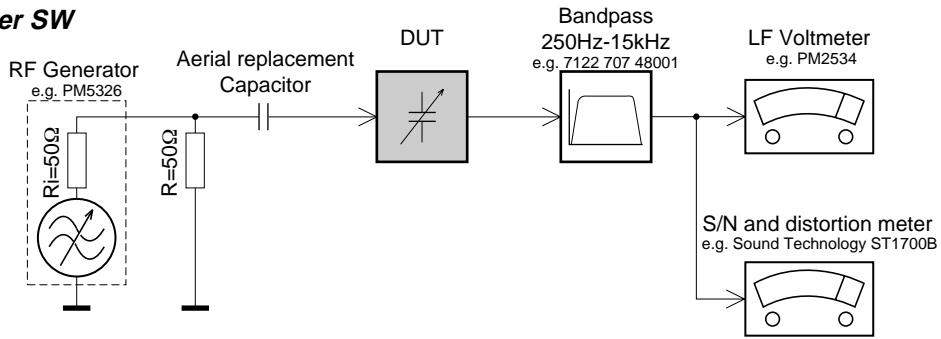 er SW
RF Generator
e.g. PM5326
Ri=50Ω
R=50Ω
Aerial replacement
Capacitor
DUT
Bandpass
250Hz-15kHz
e.g. 7122 707 48001
LF Voltmeter
e.g. PM2534
S/N and distortion meter
e.g. Sound Technology ST1700B